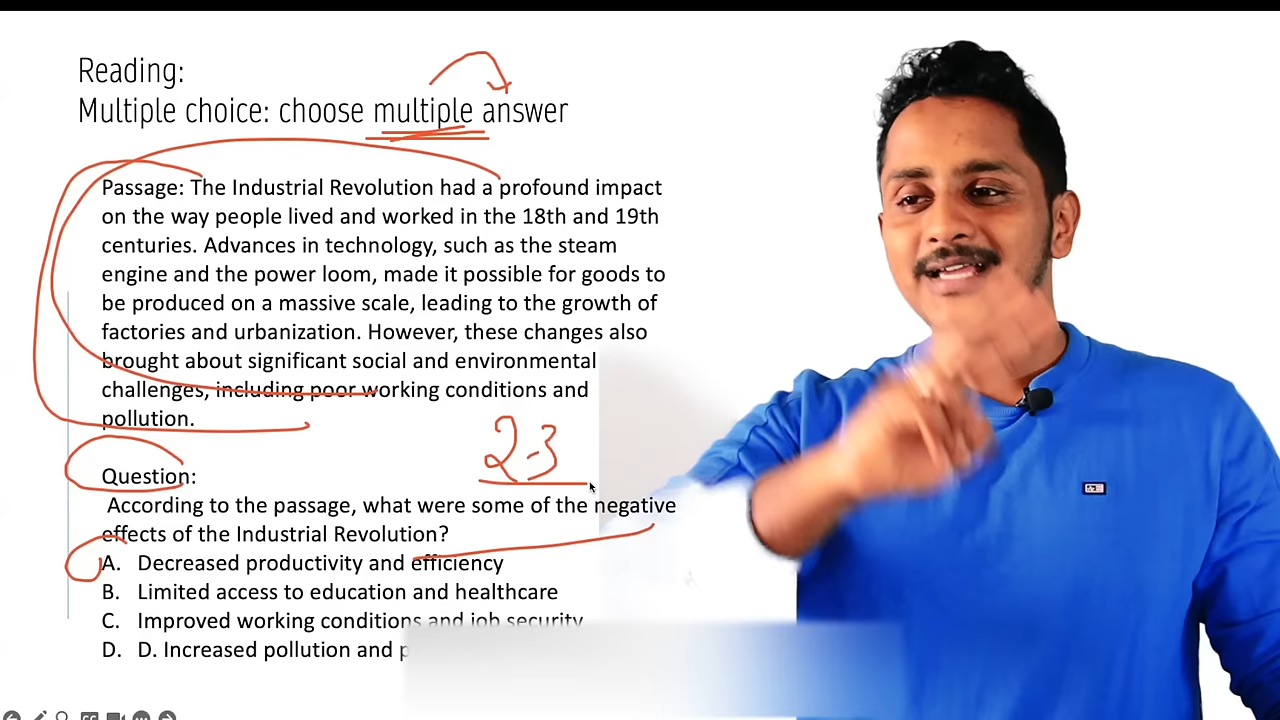 Reading:
Multiple choice: choose multiple answer
Passage: The Industrial Revolution had a profound impact
on the way people lived and worked in the 18th and 19th
centuries. Advances in technology, such as the steam
engine and the power loom, made it possible for goods to
be produced on a massive scale, leading to the growth of
factories and urbanization. However, these changes also
brought about significant social and environmental
challenges, including poor working conditions and
pollution.
2-3
Question:
According to the passage, what were some of the negative
effects of the Industrial Revolution?
A. Decreased productivity and efficiency
B. Limited access to education and healthcare
C. Improved working conditions and job security
D. D. Increased pollution and